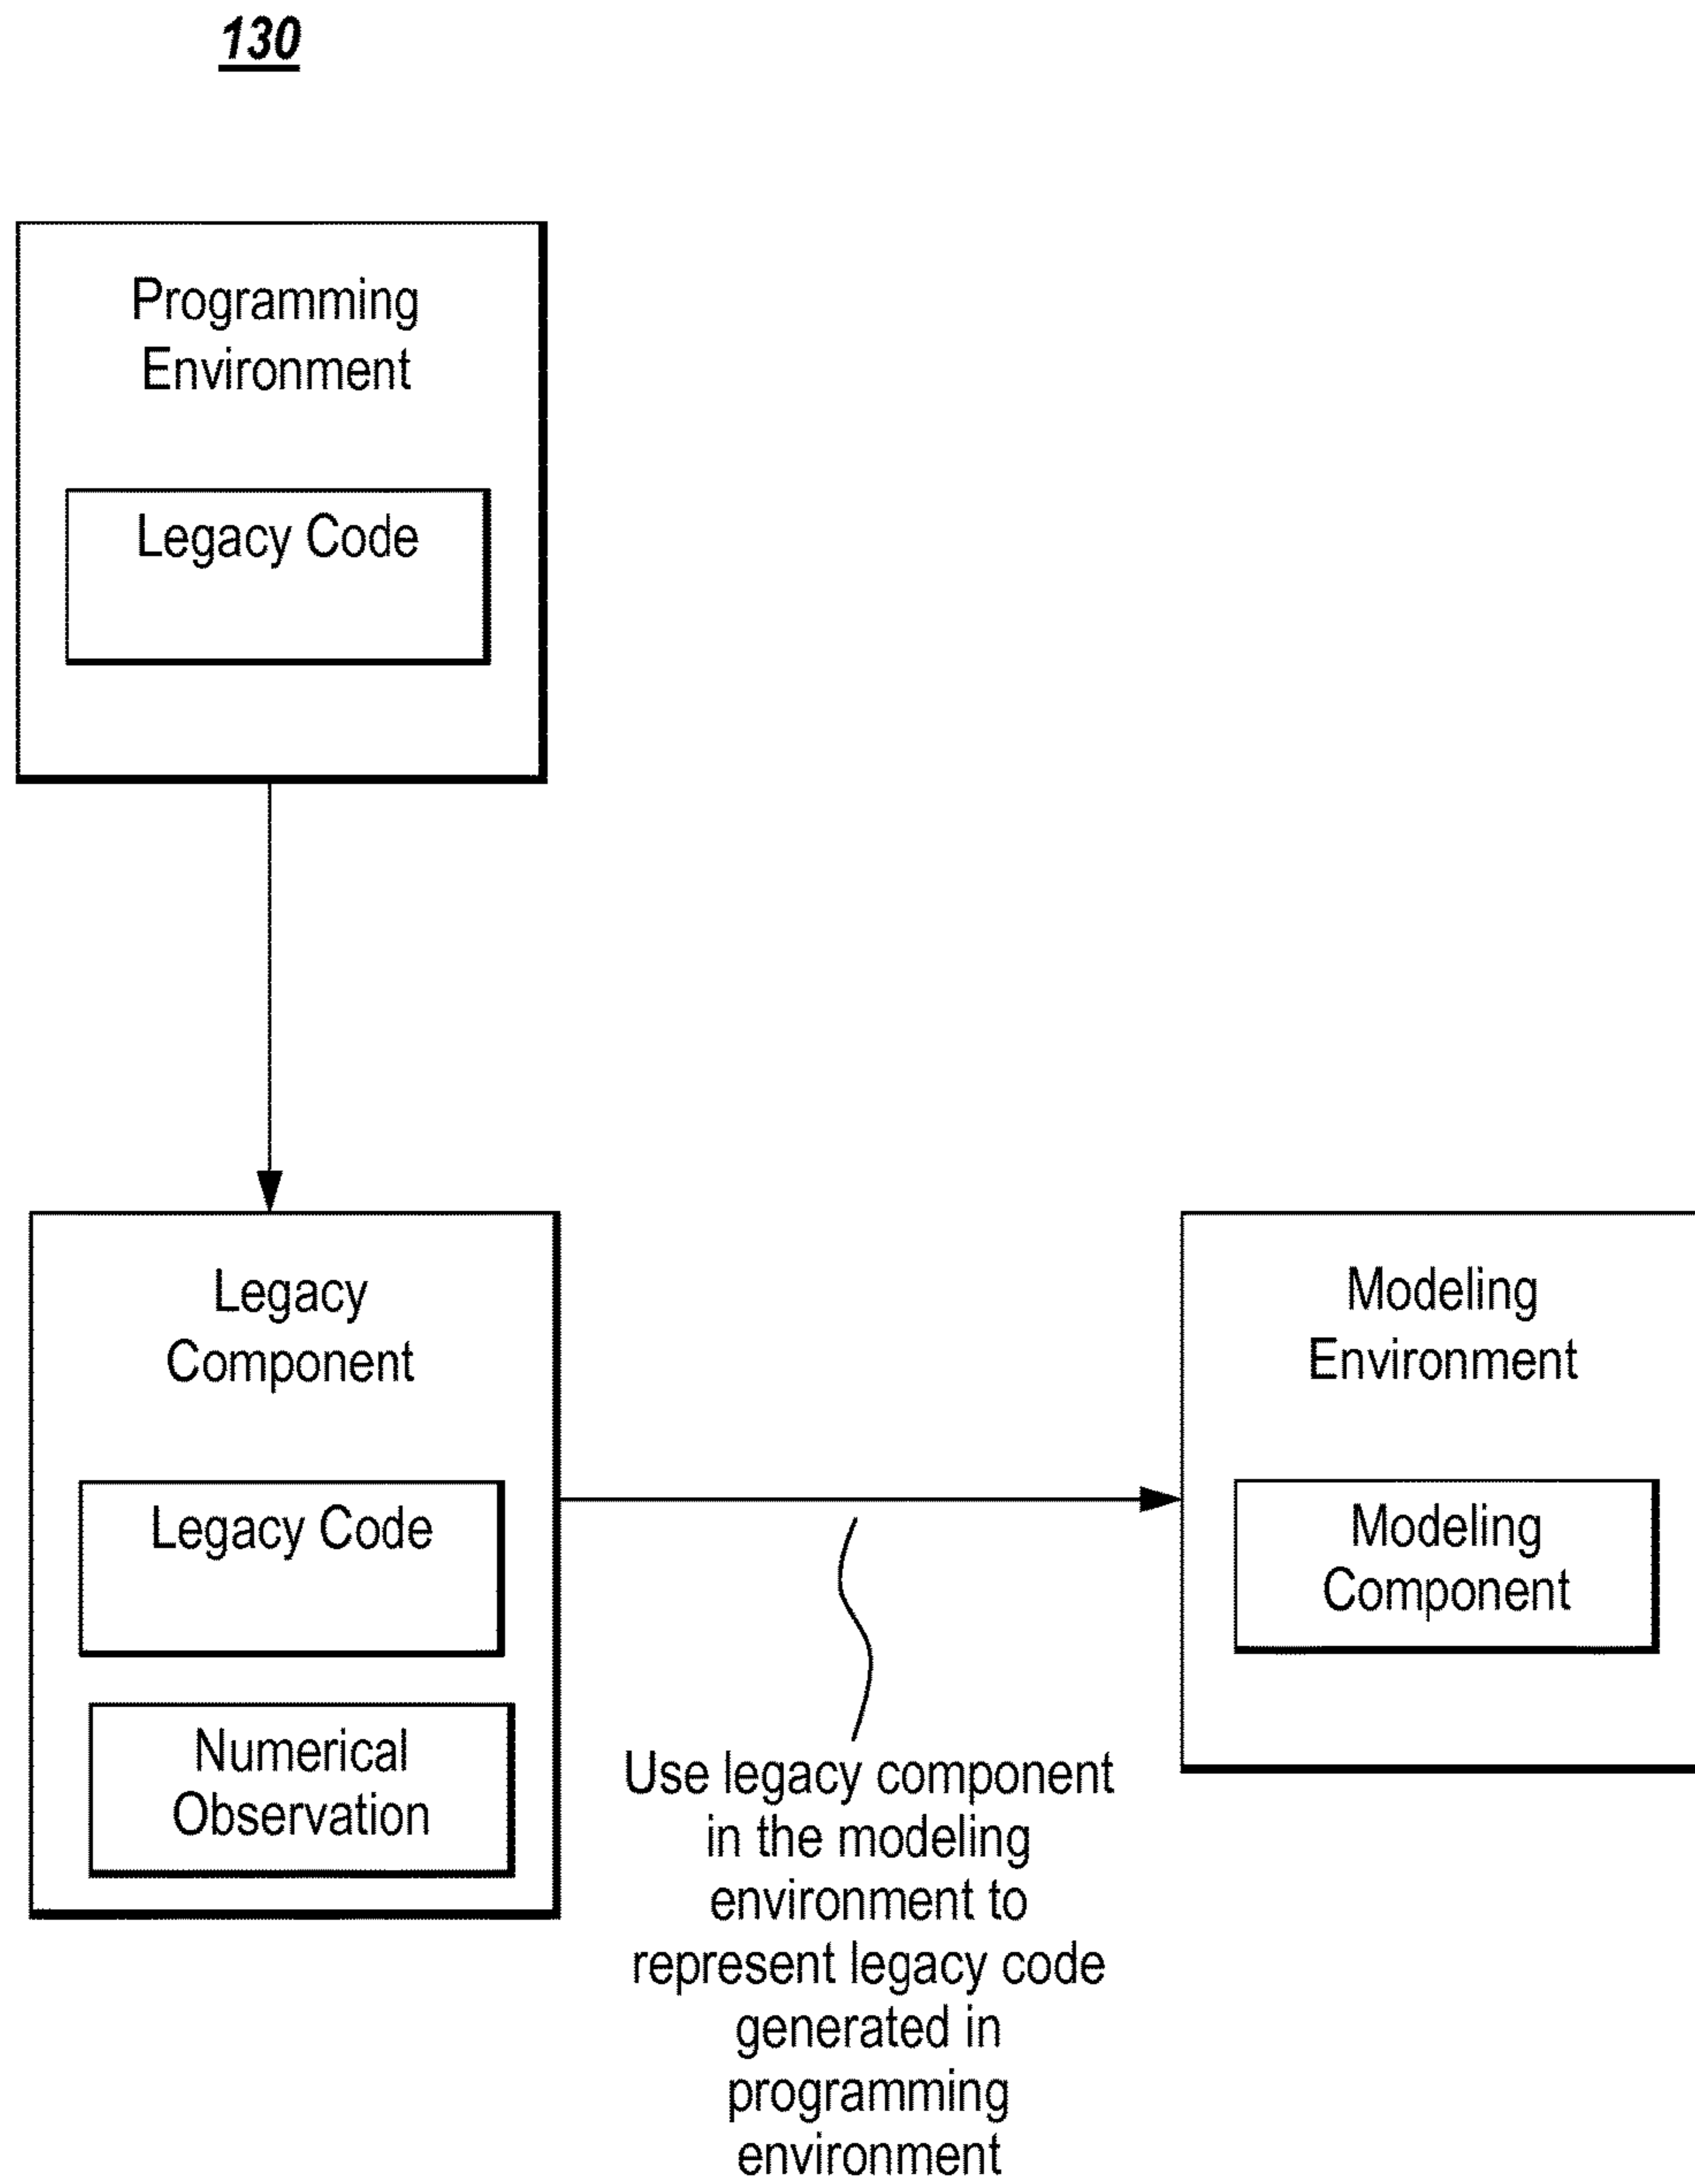 130
Programming
Environment
Legacy Code
Legacy
Component
Legacy Code
Numerical
Observation
Use legacy component
in the modeling
environment to
represent legacy code
generated in
programming
environment
Modeling
Environment
Modeling
Component